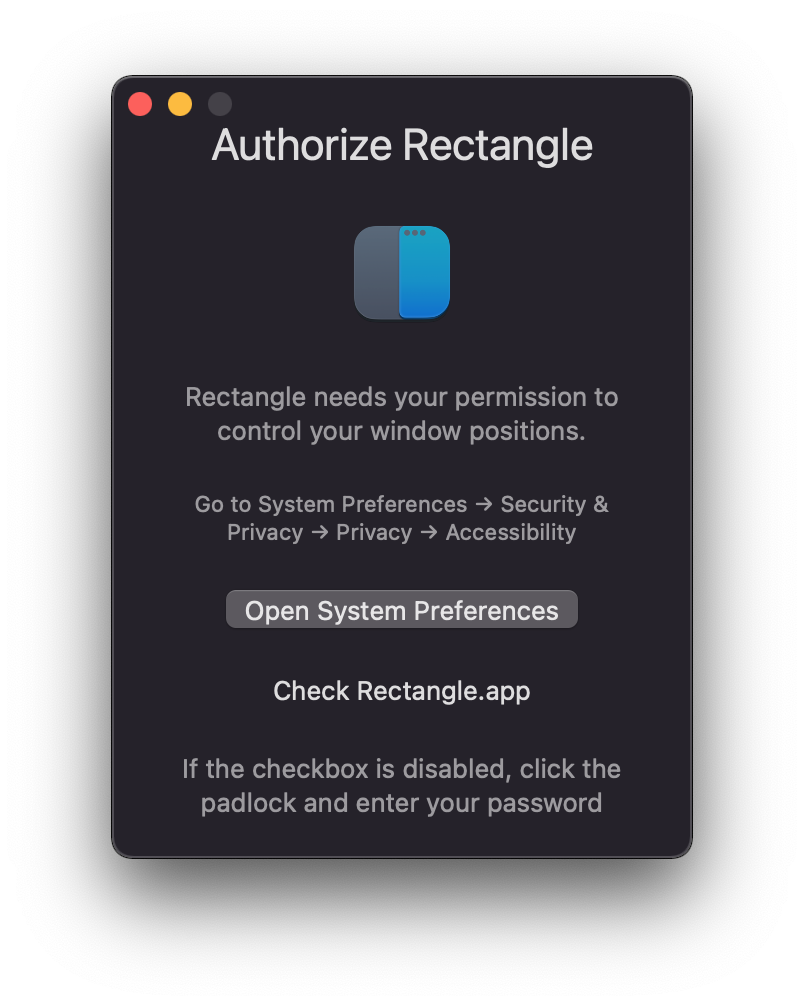 Authorize Rectangle
Rectangle needs your permission to
control your window positions.
Go to System Preferences → Security &
Privacy → Privacy → Accessibility
Open System Preferences
Check Rectangle.app
If the checkbox is disabled, click the
padlock and enter your password